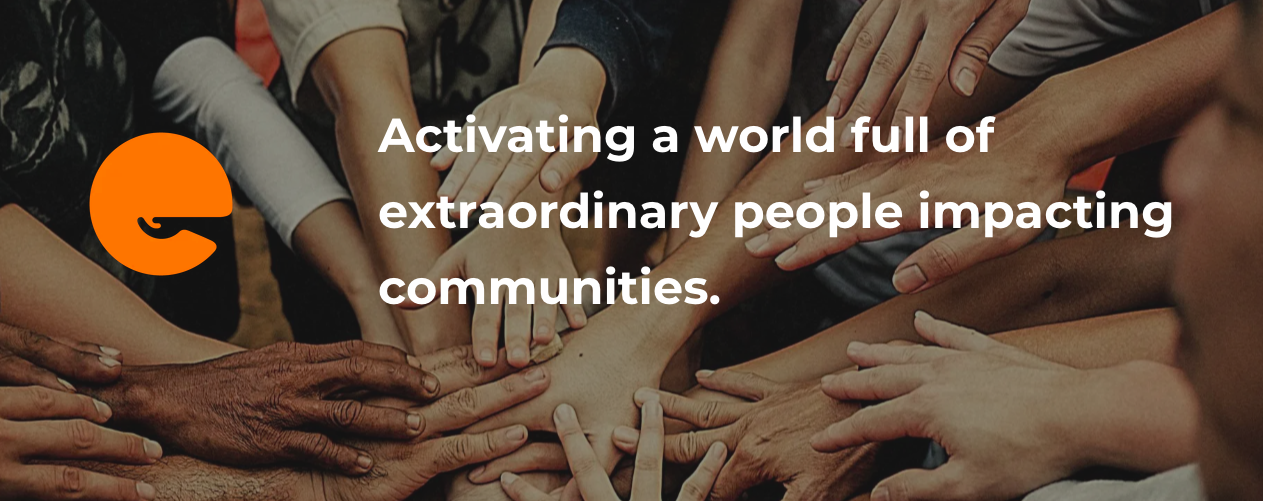 Activating a world full of
extraordinary people impacting
communities.